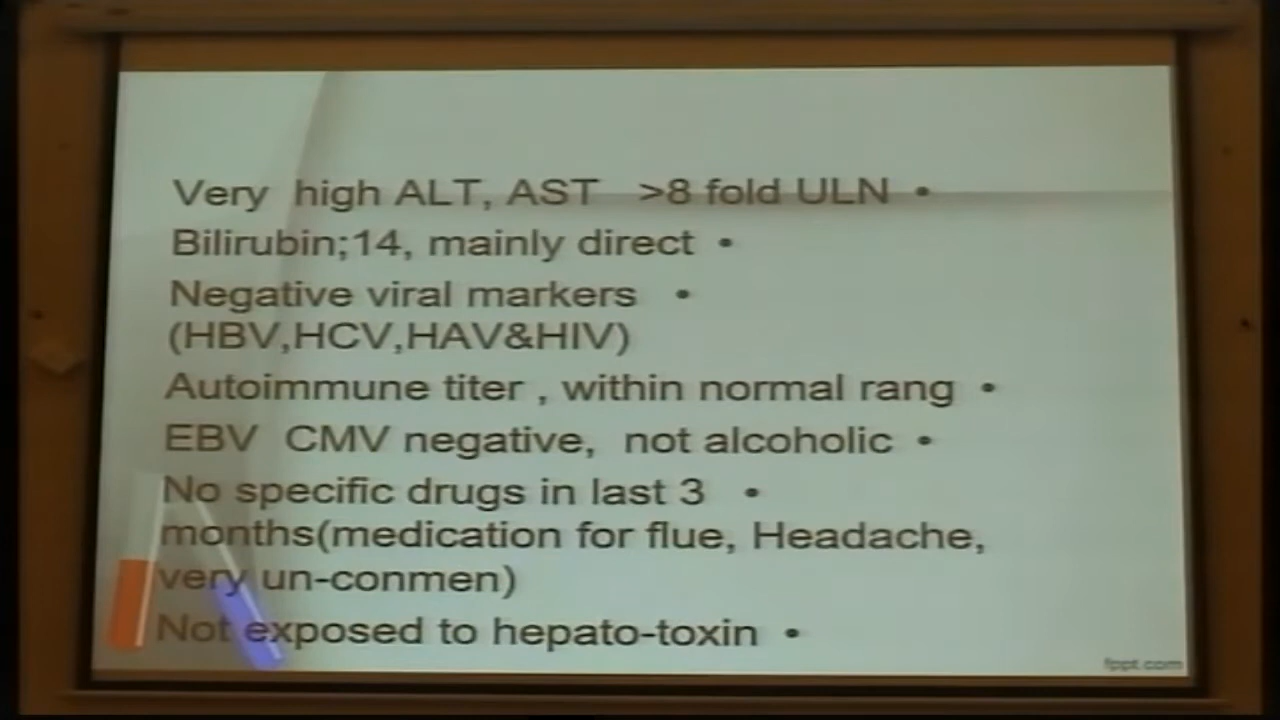 Very high ALT, AST >8 fold ULN •
Bilirubin;14, mainly direct •
Negative viral markers •
(HBV,HCV,HAV&HIV)
Autoimmune titer , within normal rang •
EBV CMV negative, not alcoholic •
No specific drugs in last 3 •
months(medication for flue, Headache,
very un-conmen)
Not exposed to hepato-toxin •
fppt.com